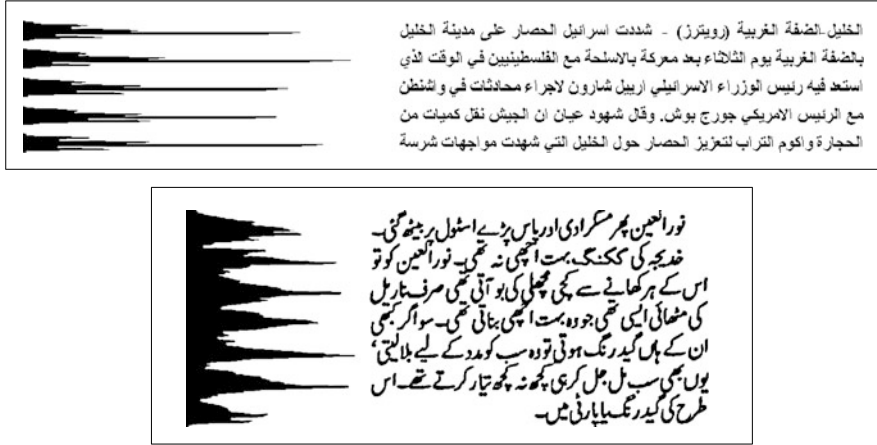 الخليل-الضفة الغربية (رويترز) - شددت اسرائيل الحصار على مدينة الخليل
بالضفة الغربية يوم الثلاثاء بعد معركة بالاسلحة مع الفلسطينيين في الوقت الذي
استعد فيه رئيس الوزراء الاسرائيلي ارييل شارون لاجراء محادثات في واشنطن
مع الرئيس الامريكي جورج بوش. وقال شهود عيان ان الجيش نقل كميات من
الحجارة واكوم التراب لتعزيز الحصار حول الخليل التي شهدت مواجهات شرسة
نورالعین پھر مسکرادی اور پاس پڑے اسٹول پر بیٹھ گئی۔
خدیجہ کی ککنگ بہت اچھی نہ تھی۔ نورالعین کو تو
اس کے ہر کھانے سے کچی مچھلی کی بو آتی تھی صرف ناریل
کی مٹھائی ایسی تھی جو وہ بہت اچھی بناتی تھی۔ سو اگر کبھی
ان کے ہاں گیدرنگ ہوتی تو وہ سب کو مدد کے لیے بلا لیتی‘
یوں بھی سب مل جل کر ہی کچھ نہ کچھ تیار کرتے تھے۔ اس
طرح کی گیدرنگ یا پارٹی میں۔